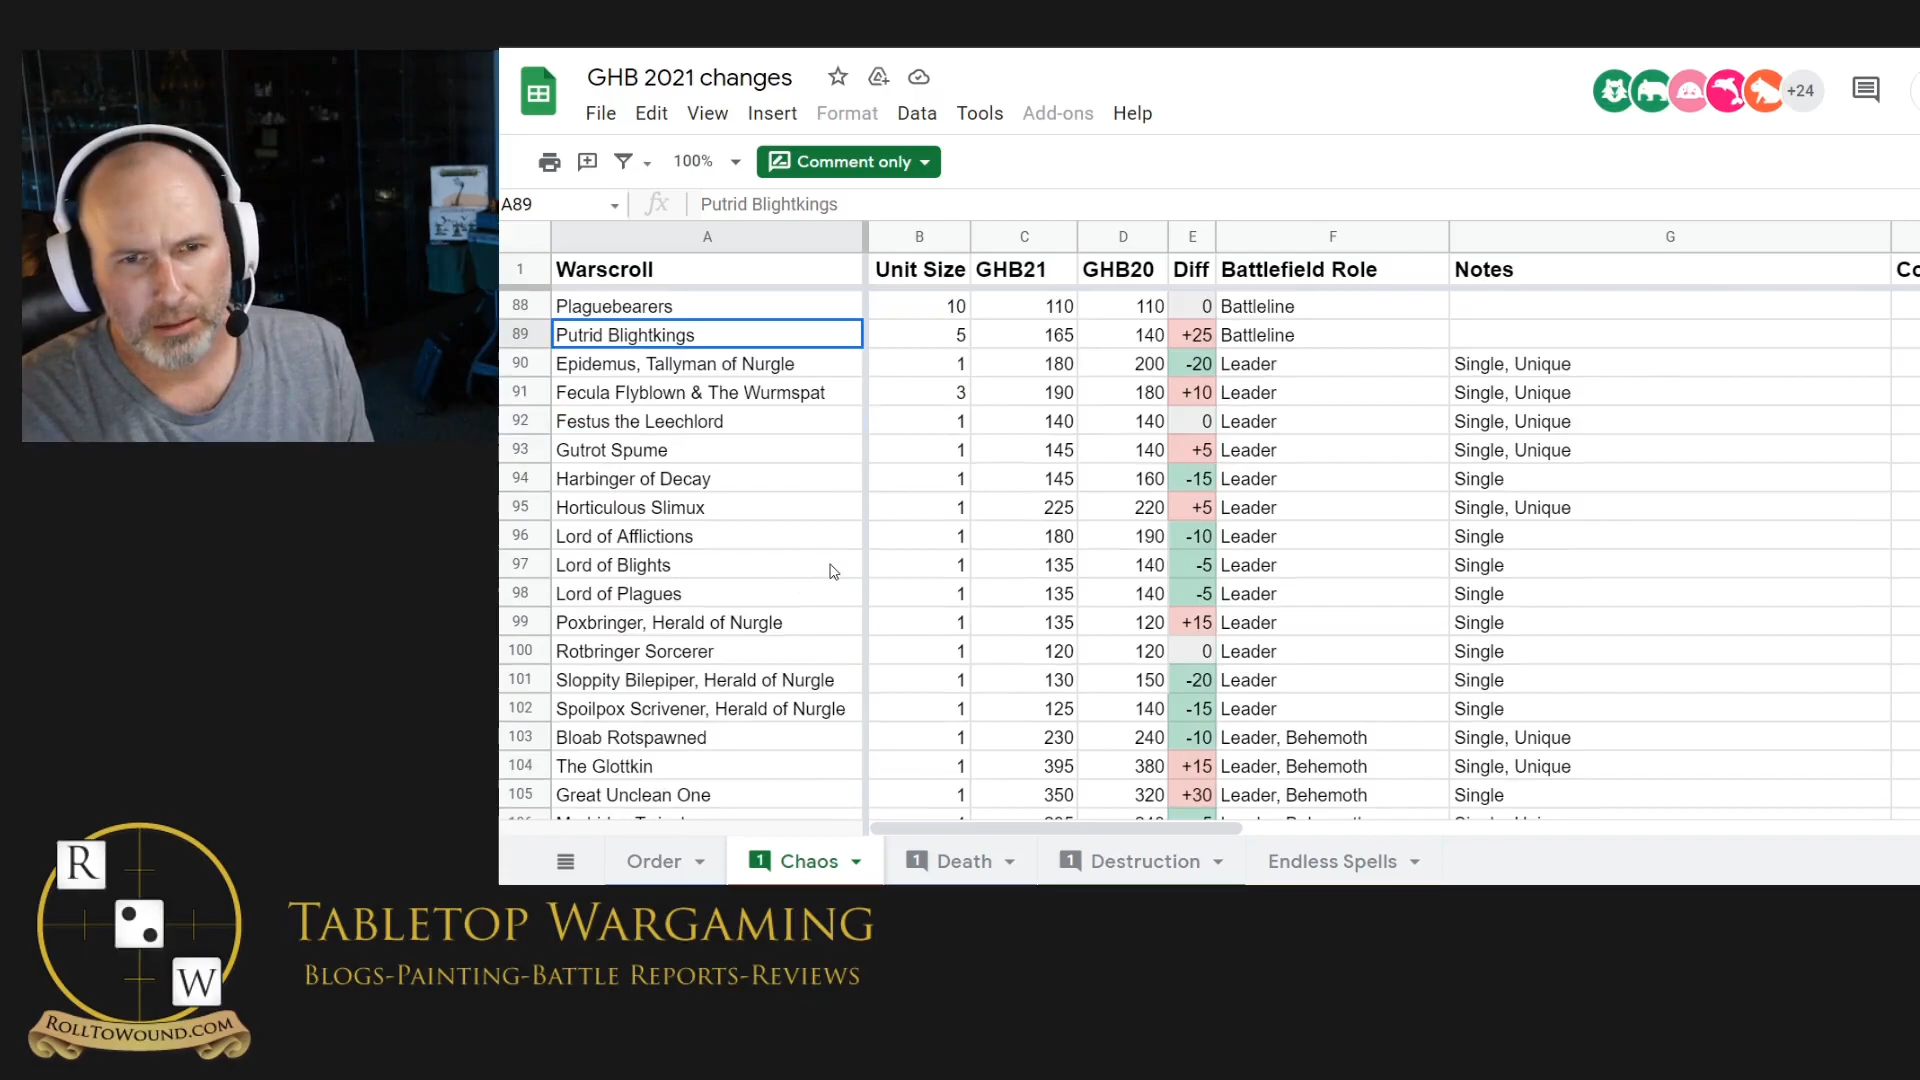 GHB 2021 changes
+24
File Edit View Insert Format Data Tools Add-ons Help
100% Comment only
A89 fx Putrid Blightkings
A B C D E F G
1 Warscroll Unit Size GHB21 GHB20 Diff Battlefield Role Notes
88 Plaguebearers 10 110 110 0 Battleline
89 Putrid Blightkings 5 165 140 +25 Battleline
90 Epidemus, Tallyman of Nurgle 1 180 200 -20 Leader Single, Unique
91 Fecula Flyblown & The Wurmspat 3 190 180 +10 Leader Single, Unique
92 Festus the Leechlord 1 140 140 0 Leader Single, Unique
93 Gutrot Spume 1 145 140 +5 Leader Single, Unique
94 Harbinger of Decay 1 145 160 -15 Leader Single
95 Horticulous Slimux 1 225 220 +5 Leader Single, Unique
96 Lord of Afflictions 1 180 190 -10 Leader Single
97 Lord of Blights 1 135 140 -5 Leader Single
98 Lord of Plagues 1 135 140 -5 Leader Single
99 Poxbringer, Herald of Nurgle 1 135 120 +15 Leader Single
100 Rotbringer Sorcerer 1 120 120 0 Leader Single
101 Sloppity Bilepiper, Herald of Nurgle 1 130 150 -20 Leader Single
102 Spoilpox Scrivener, Herald of Nurgle 1 125 140 -15 Leader Single
103 Bloab Rotspawned 1 230 240 -10 Leader, Behemoth Single, Unique
104 The Glottkin 1 395 380 +15 Leader, Behemoth Single, Unique
105 Great Unclean One 1 350 320 +30 Leader, Behemoth Single
Order 1 Chaos 1 Death 1 Destruction Endless Spells
R
W
RollToWound.com
Tabletop Wargaming
Blogs-Painting-Battle Reports-Reviews